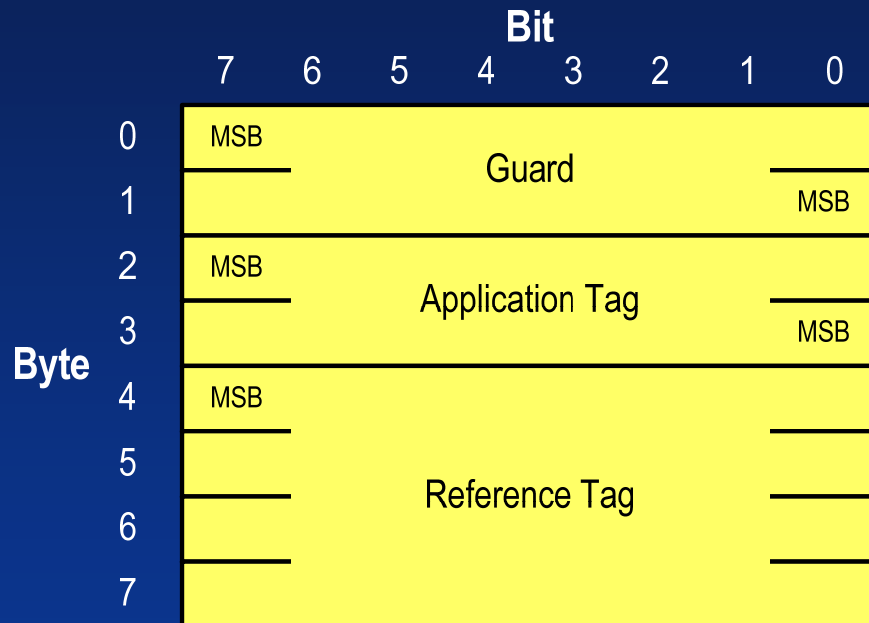 Bit
7 6 5 4 3 2 1 0
0 MSB
Guard
1 MSB
2 MSB
Application Tag
3 MSB
Byte
4 MSB
5
Reference Tag
6
7